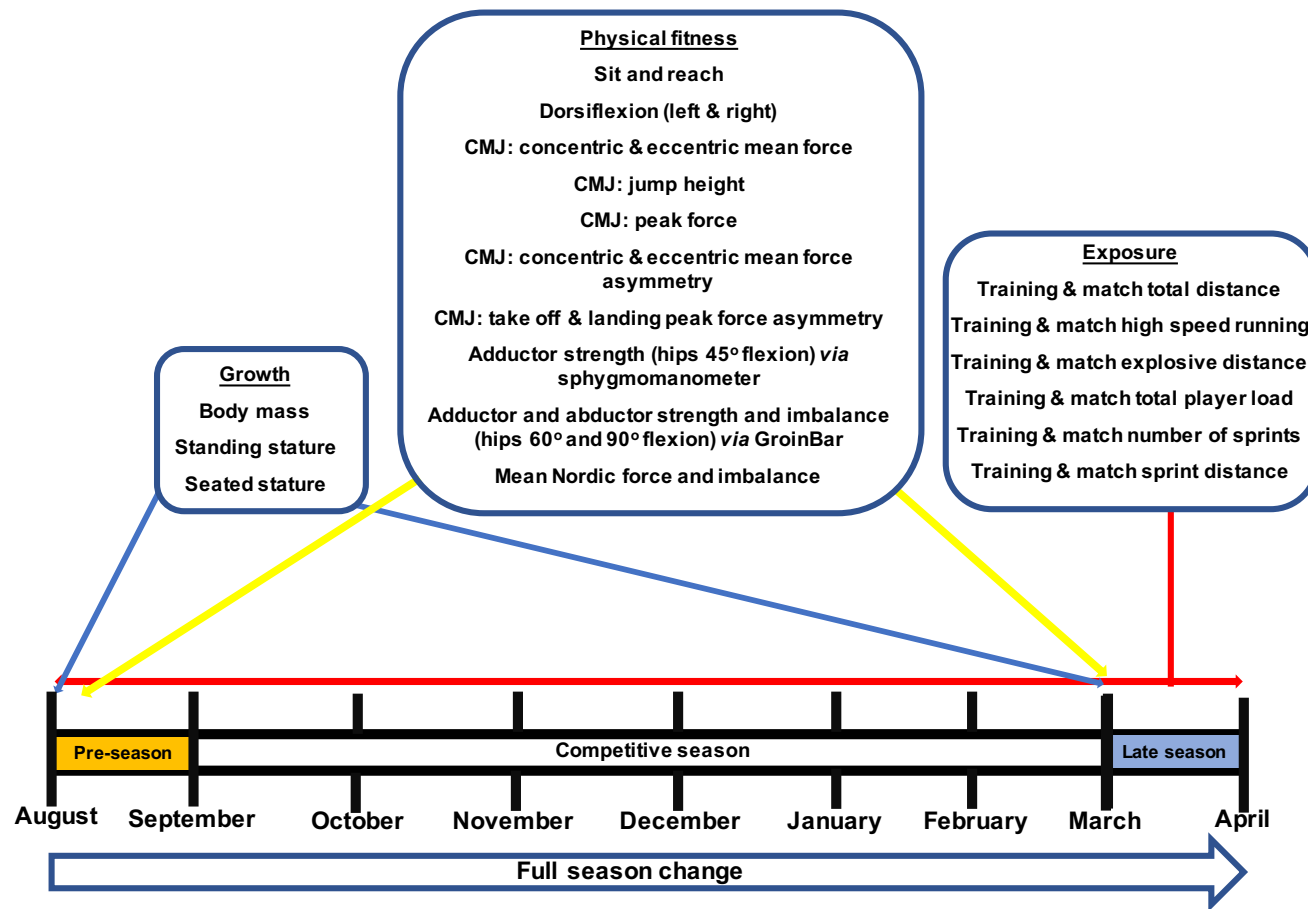 Physical fitness
Sit and reach
Dorsiflexion (left & right)
CMJ: concentric & eccentric mean force
CMJ: jump height
CMJ: peak force
CMJ: concentric & eccentric mean force
asymmetry
CMJ: take off & landing peak force asymmetry
Adductor strength (hips 45º flexion) via
sphygmomanometer
Adductor and abductor strength and imbalance
(hips 60º and 90º flexion) via GroinBar
Mean Nordic force and imbalance
Exposure
Training & match total distance
Training & match high speed running
Training & match explosive distance
Training & match total player load
Training & match number of sprints
Training & match sprint distance
Growth
Body mass
Standing stature
Seated stature
Pre-season
Competitive season
Late season
August
September
October
November
December
January
February
March
April
Full season change